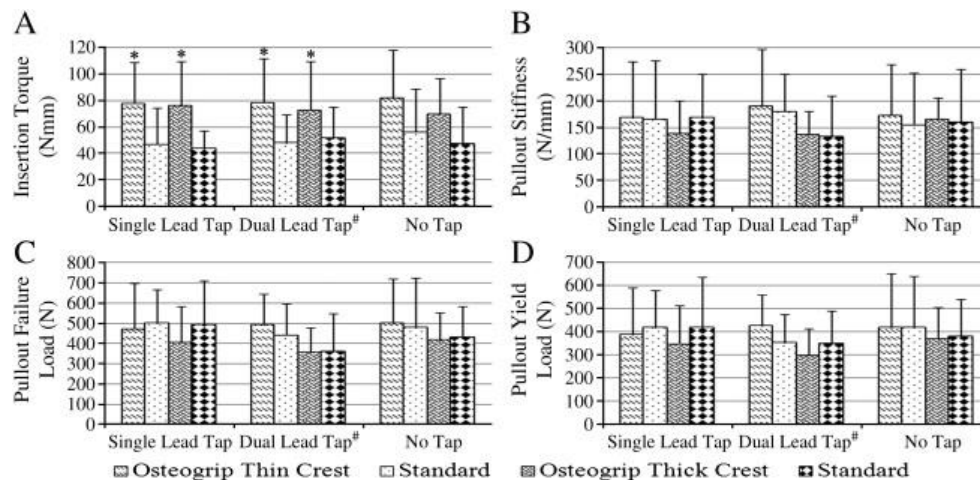 A
B
Insertion Torque
(Nmm)
120
100
80
60
40
20
0
* * * *
Single Lead Tap Dual Lead Tap# No Tap
Pullout Stiffness
(N/mm)
300
250
200
150
100
50
0
Single Lead Tap Dual Lead Tap# No Tap
C
D
Pullout Failure
Load (N)
800
700
600
500
400
300
200
100
0
Single Lead Tap Dual Lead Tap# No Tap
Pullout Yield
Load (N)
700
600
500
400
300
200
100
0
Single Lead Tap Dual Lead Tap# No Tap
Osteogrip Thin Crest Standard Osteogrip Thick Crest Standard